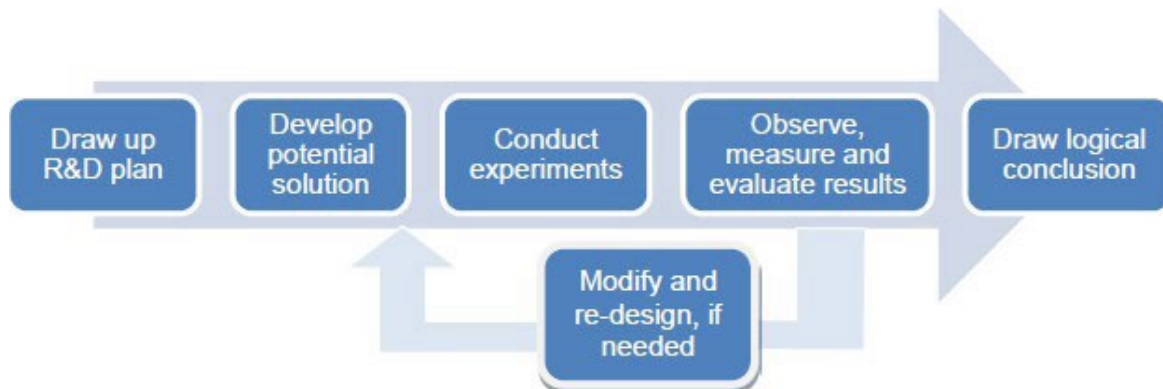 Draw up
R&D plan
Develop
potential
solution
Conduct
experiments
Observe,
measure and
evaluate results
Draw logical
conclusion
Modify and
re-design, if
needed